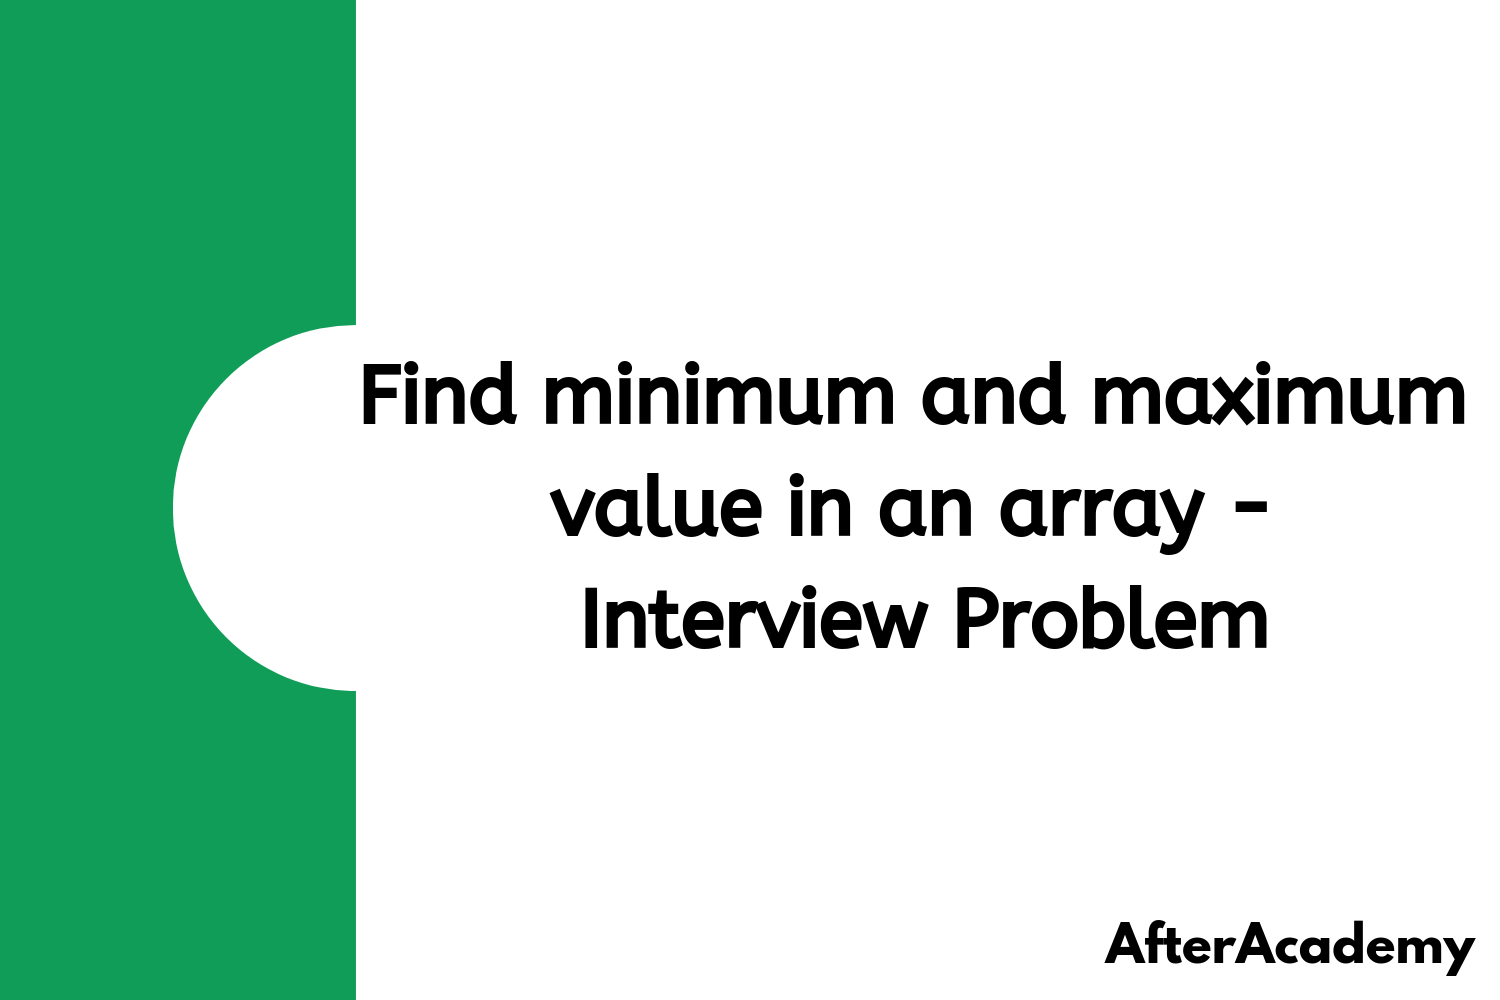 Find minimum and maximum
value in an array -
Interview Problem
AfterAcademy